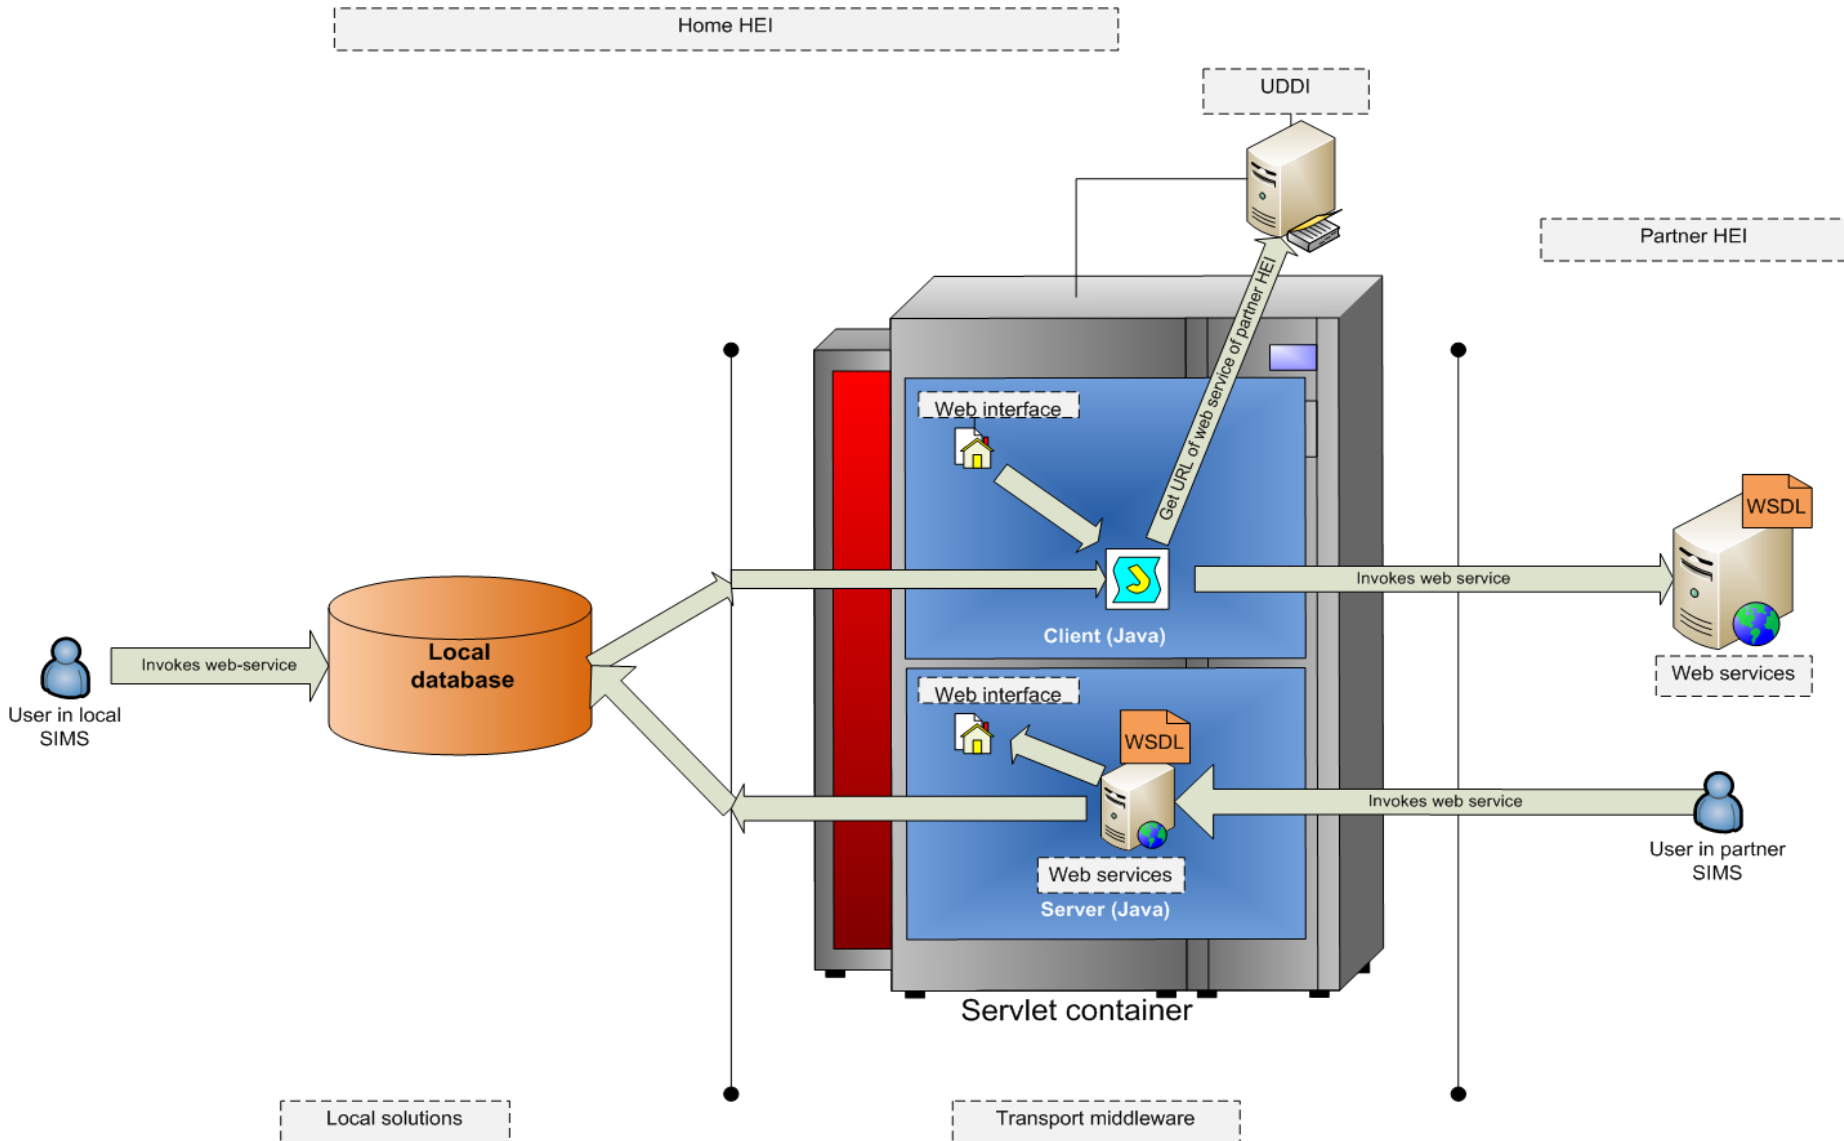 Home HEI
UDDI
Partner HEI
Get URL of web service of partner HEI
Web interface
WSDL
Invokes web service
Client (Java)
Web services
Invokes web-service
Local
database
User in local
SIMS
Web interface
WSDL
Invokes web service
Web services
Server (Java)
User in partner
SIMS
Servlet container
Local solutions
Transport middleware